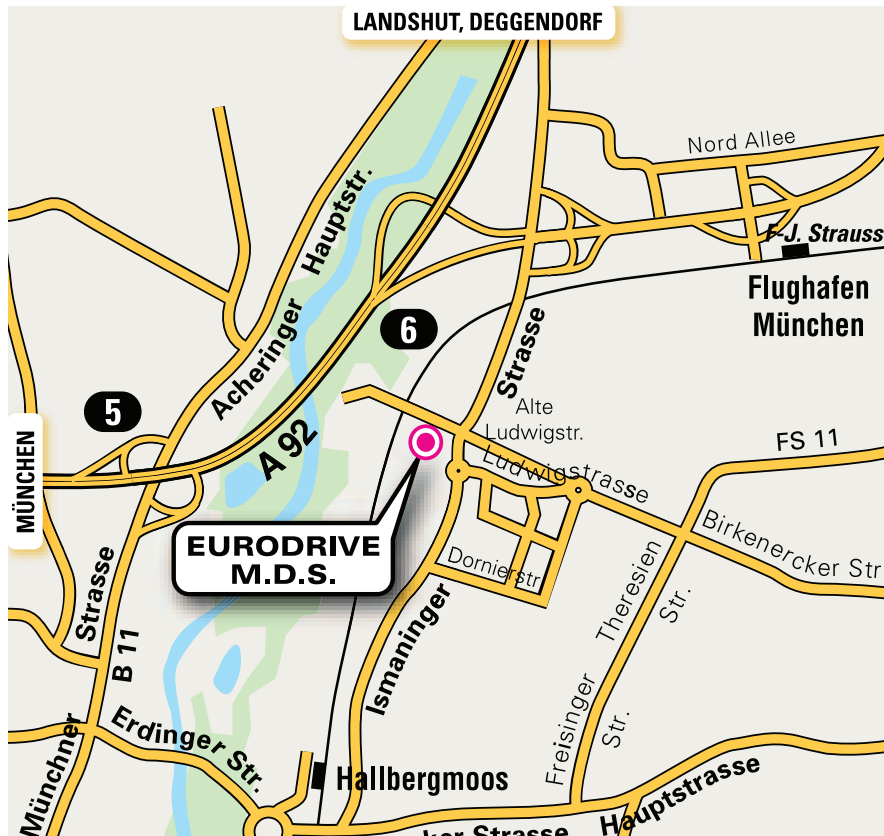 LANDSHUT, DEGGENDORF
Nord Allee
F-J. Strauss
Flughafen
München
Acheringer Hauptstr.
6
5
Strasse
Alte
Ludwigstr.
Ludwigstrasse
FS 11
A 92
MÜNCHEN
EURODRIVE
M.D.S.
Birkenercker Str
Dornierstr
Theresien
Str.
Strasse
B 11
Ismaninger
Freisinger
Str.
Erdinger Str.
Münchner
Hallbergmoos
Hauptstrasse
Strasse